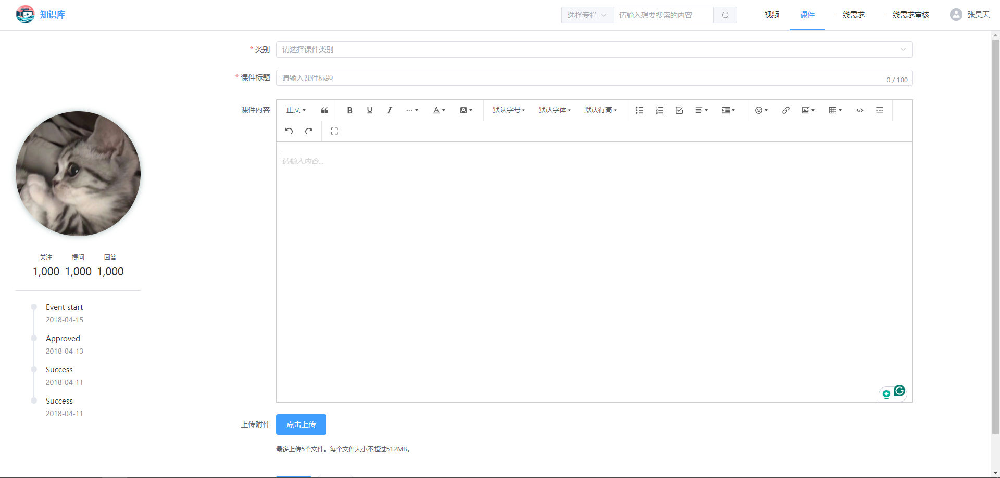 知识库
选择专栏
请输入想要搜索的内容
视频
课件
一线需求
一线需求审核
张昊天
* 类别
请选择课件类别
* 课件标题
请输入课件标题
0 / 100
课件内容
正文
B U I A A
默认字号
默认字体
默认行高
请输入内容...
关注 提问 回答
1,000 1,000 1,000
Event start
2018-04-15
Approved
2018-04-13
Success
2018-04-11
Success
2018-04-11
上传附件
点击上传
最多上传5个文件。每个文件大小不超过512MB。